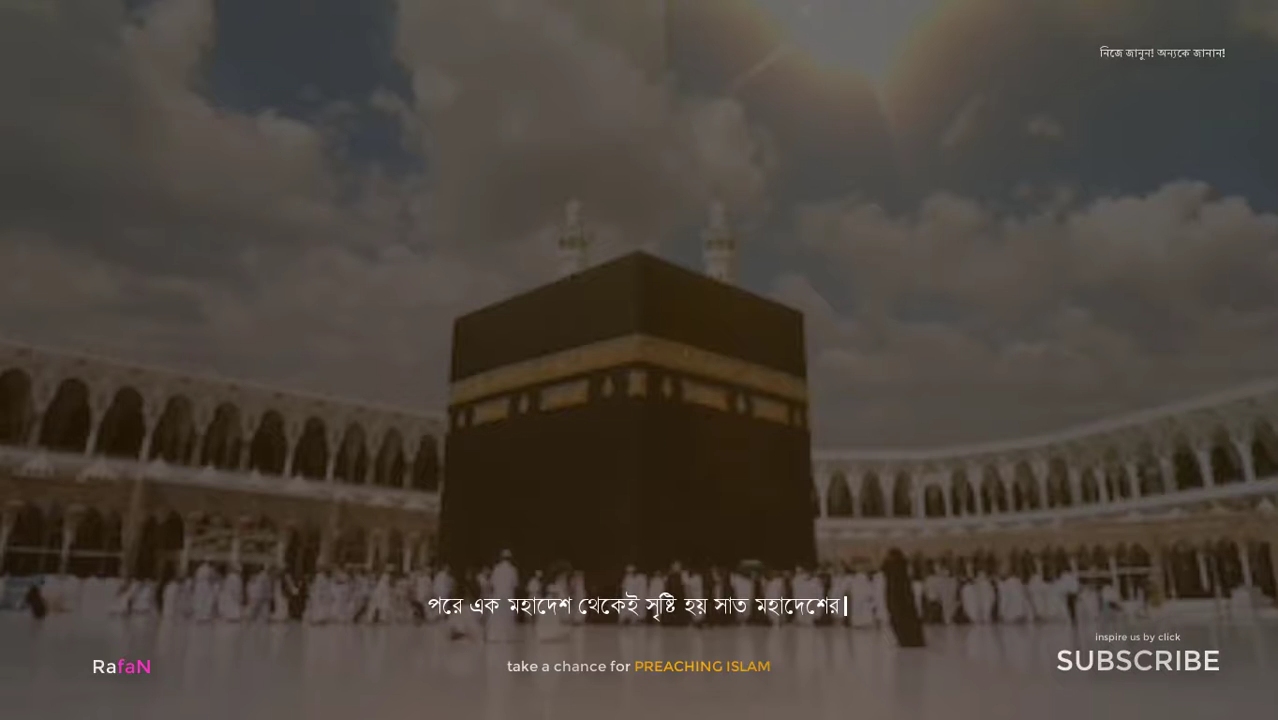 নিজে জানুন! অন্যকে জানান!
পরে এক মহাদেশ থেকেই সৃষ্টি হয় সাত মহাদেশের
inspire us by click
RafaN
take a chance for PREACHING ISLAM
SUBSCRIBE